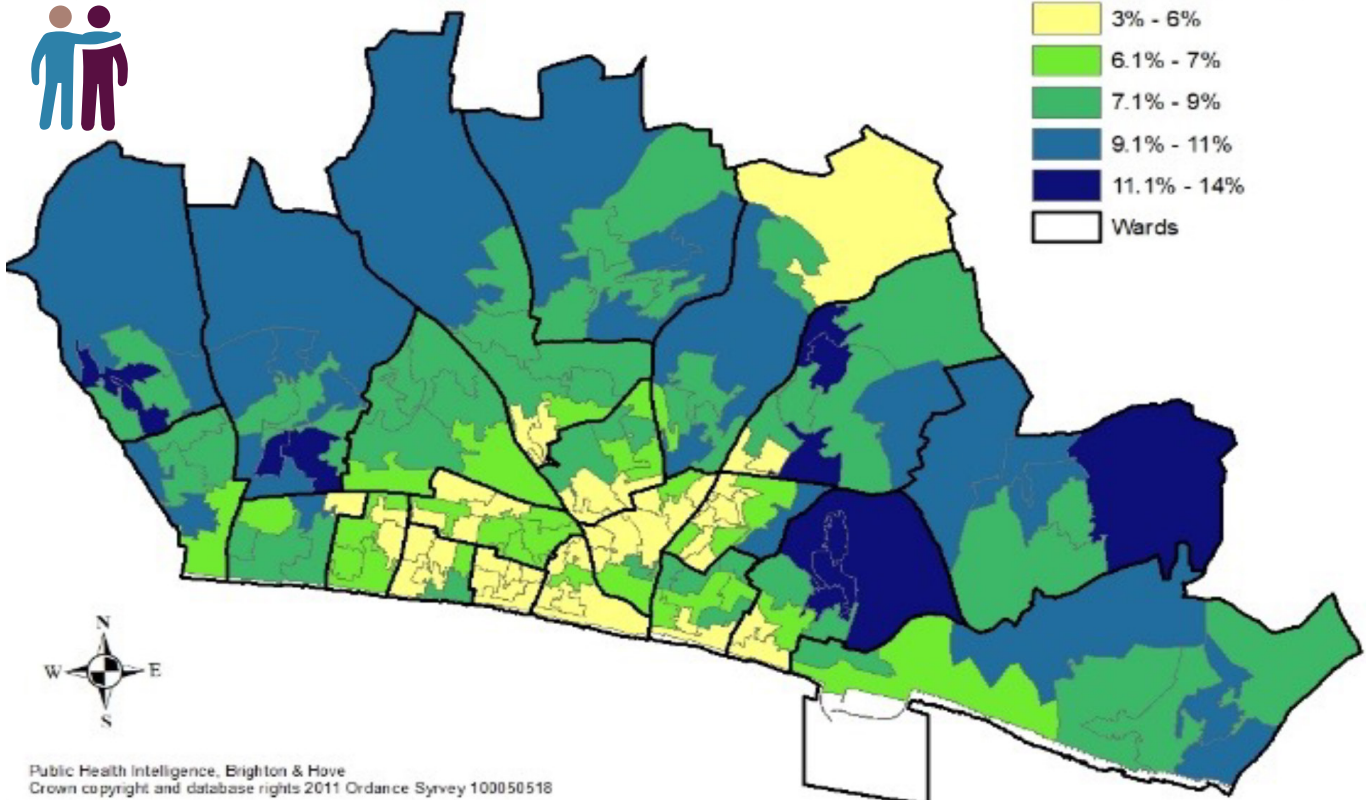 3% - 6%
6.1% - 7%
7.1% - 9%
9.1% - 11%
11.1% - 14%
Wards
N
W E
S
Public Health Intelligence, Brighton & Hove
Crown copyright and database rights 2011 Ordance Syrvey 100050518